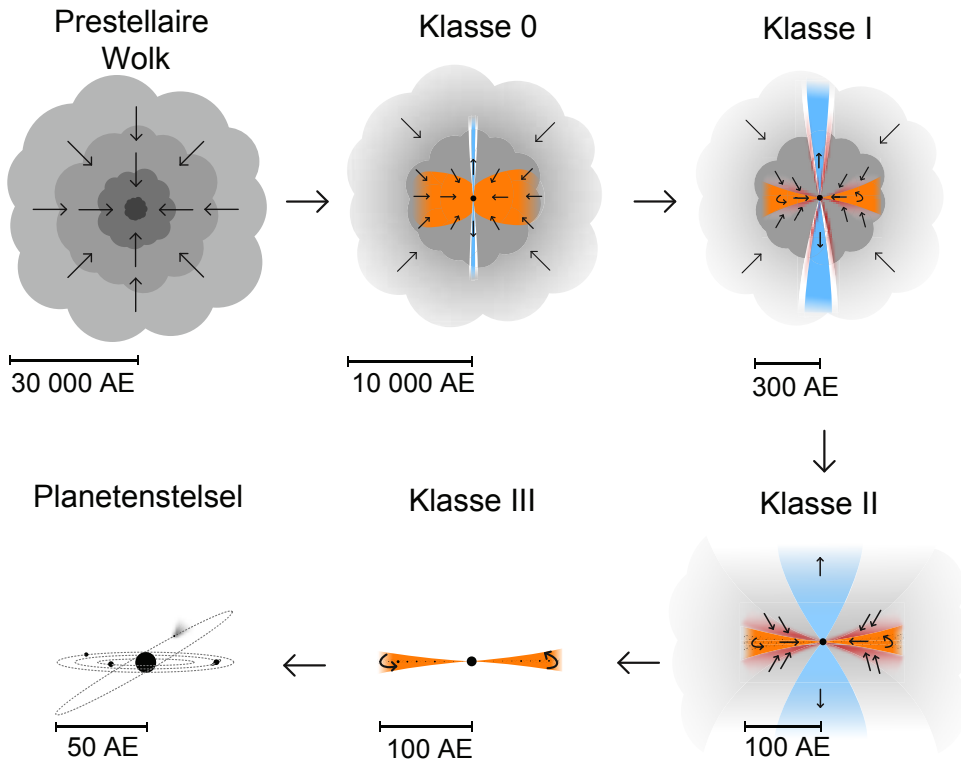 Prestellaire
Wolk
Klasse 0
Klasse I
30 000 AE
10 000 AE
300 AE
Planetenstelsel
Klasse III
Klasse II
50 AE
100 AE
100 AE